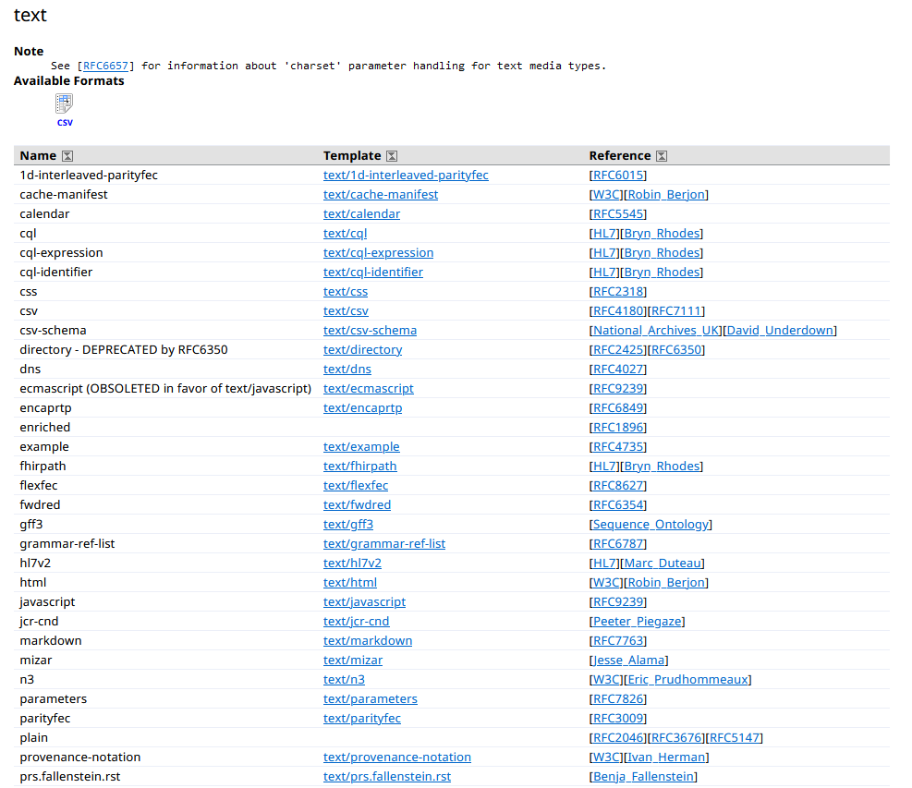 text
Note
See [RFC6657] for information about 'charset' parameter handling for text media types.
Available Formats
CSV
Name Template Reference
1d-interleaved-parityfec text/1d-interleaved-parityfec [RFC6015]
cache-manifest text/cache-manifest [W3C][Robin_Berjon]
calendar text/calendar [RFC5545]
cql text/cql [HL7][Bryn_Rhodes]
cql-expression text/cql-expression [HL7][Bryn_Rhodes]
cql-identifier text/cql-identifier [HL7][Bryn_Rhodes]
css text/css [RFC2318]
csv text/csv [RFC4180][RFC7111]
csv-schema text/csv-schema [National_Archives_UK][David_Underdown]
directory - DEPRECATED by RFC6350 text/directory [RFC2425][RFC6350]
dns text/dns [RFC4027]
ecmascript (OBSOLETED in favor of text/javascript) text/ecmascript [RFC9239]
encaprtp text/encaprtp [RFC6849]
enriched [RFC1896]
example text/example [RFC4735]
fhirpath text/fhirpath [HL7][Bryn_Rhodes]
flexfec text/flexfec [RFC8627]
fwdred text/fwdred [RFC6354]
gff3 text/gff3 [Sequence_Ontology]
grammar-ref-list text/grammar-ref-list [RFC6787]
hl7v2 text/hl7v2 [HL7][Marc_Duteau]
html text/html [W3C][Robin_Berjon]
javascript text/javascript [RFC9239]
jcr-cnd text/jcr-cnd [Peeter_Piegaze]
markdown text/markdown [RFC7763]
mizar text/mizar [Jesse_Alama]
n3 text/n3 [W3C][Eric_Prudhommeaux]
parameters text/parameters [RFC7826]
parityfec text/parityfec [RFC3009]
plain [RFC2046][RFC3676][RFC5147]
provenance-notation text/provenance-notation [W3C][Ivan_Herman]
prs.fallenstein.rst text/prs.fallenstein.rst [Benja_Fallenstein]